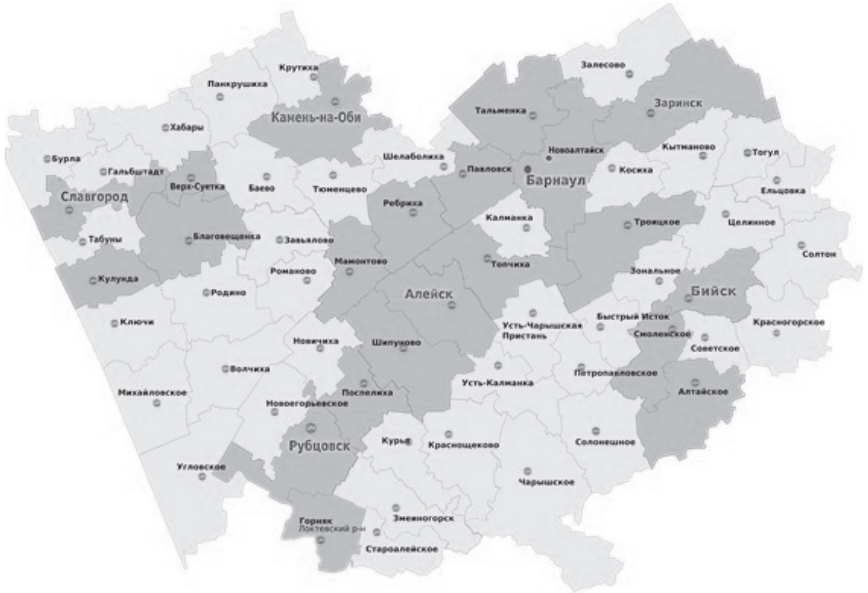 Крутиха
Залесово
Панкрушиха
Тальменка
Заринск
Камень-на-Оби
Хабары
Новоалтайск
Кытманово
Тогул
Бурла
Шелаболиха
Гальбштадт
Павловск
Косиха
Барнаул
Верх-Суетка
Баево
Тюменцево
Ельцовка
Славгород
Ребриха
Калманка
Троицкое
Целинное
Табуны
Благовещенка
Завьялово
Солтон
Мамонтово
Топчиха
Романово
Зональное
Кулунда
Родино
Алейск
Бийск
Ключи
Усть-Чарышская
Пристань
Быстрый Исток
Красногорское
Смоленское
Новичиха
Шипуново
Советское
Волчиха
Петропавловское
Усть-Калманка
Михайловское
Поспелиха
Алтайское
Новоегорьевское
Рубцовск
Курья
Краснощеково
Солонешное
Угловское
Чарышское
Горняк
Локтевский р-н
Змеиногорск
Староалейское